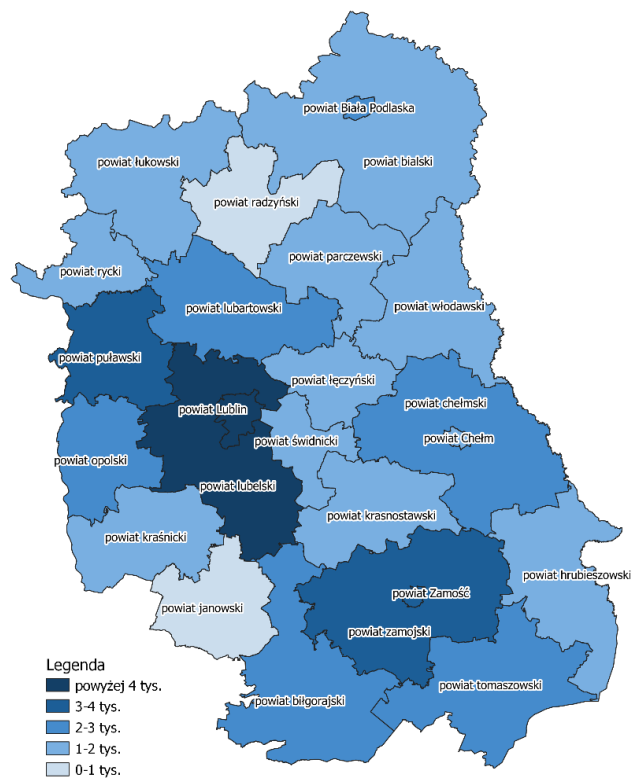 powiat Biała Podlaska
powiat łukowski
powiat bialski
powiat radzyński
powiat parczewski
powiat rycki
powiat lubartowski
powiat włodawski
powiat puławski
powiat łęczyński
powiat chełmski
powiat Lublin
powiat świdnicki
powiat Chełm
powiat opolski
powiat lubelski
powiat krasnostawski
powiat kraśnicki
powiat hrubieszowski
powiat Zamość
powiat janowski
powiat zamojski
powiat tomaszowski
powiat biłgorajski
Legenda
powyżej 4 tys.
3-4 tys.
2-3 tys.
1-2 tys.
0-1 tys.